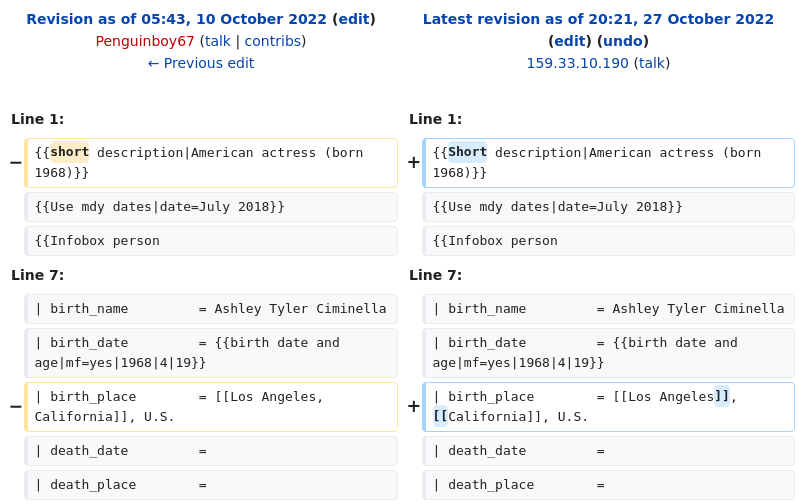 Revision as of 05:43, 10 October 2022 (edit)
Penguinboy67 (talk | contribs)
← Previous edit
Latest revision as of 20:21, 27 October 2022
(edit) (undo)
159.33.10.190 (talk)
Line 1:
Line 1:
− {{short description|American actress (born
1968)}}
+ {{Short description|American actress (born
1968)}}
{{Use mdy dates|date=July 2018}}
{{Use mdy dates|date=July 2018}}
{{Infobox person
{{Infobox person
Line 7:
Line 7:
| birth_name        = Ashley Tyler Ciminella
| birth_name        = Ashley Tyler Ciminella
| birth_date        = {{birth date and
age|mf=yes|1968|4|19}}
| birth_date        = {{birth date and
age|mf=yes|1968|4|19}}
− | birth_place        = [[Los Angeles,
California]], U.S.
+ | birth_place        = [[Los Angeles]],
[[California]], U.S.
| death_date        =
| death_date        =
| death_place       =
| death_place       =